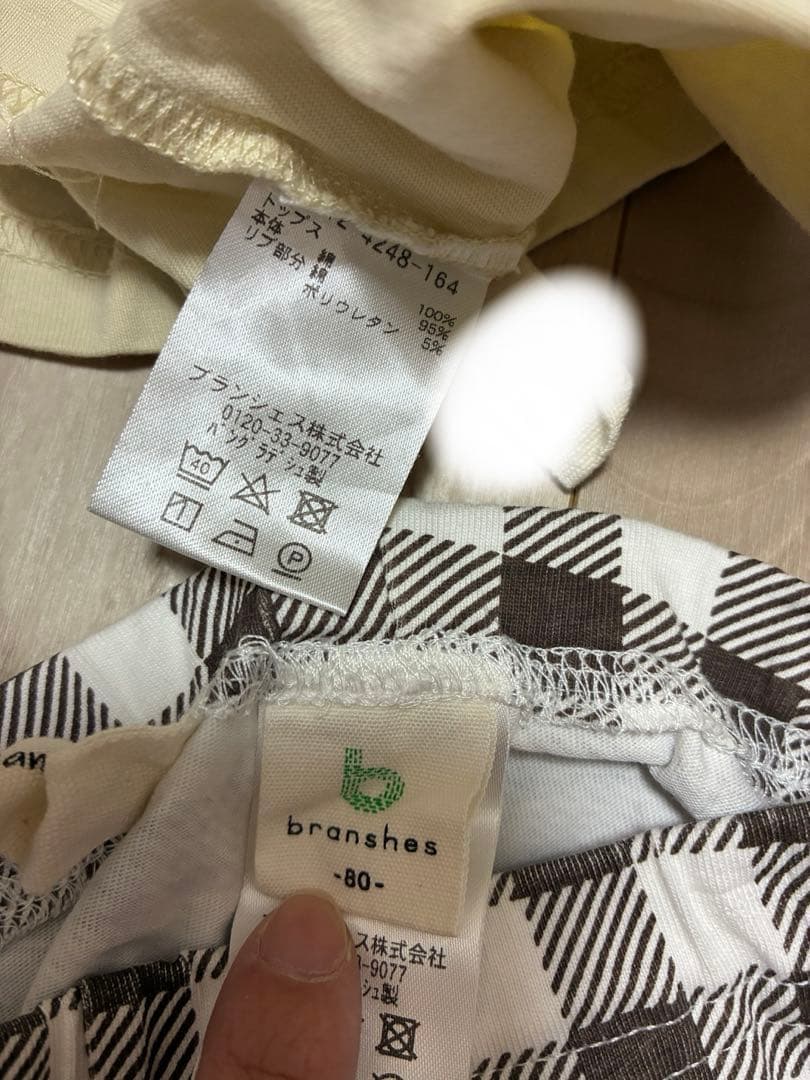 4248-164
トップス
本体 綿 100%
リブ部分 綿 95%
ポリウレタン 5%
ブランシェス株式会社
0120-33-9077
バングラデシュ製
40
P
an
branshes
-80-
ス株式会社
-9077
シュ製